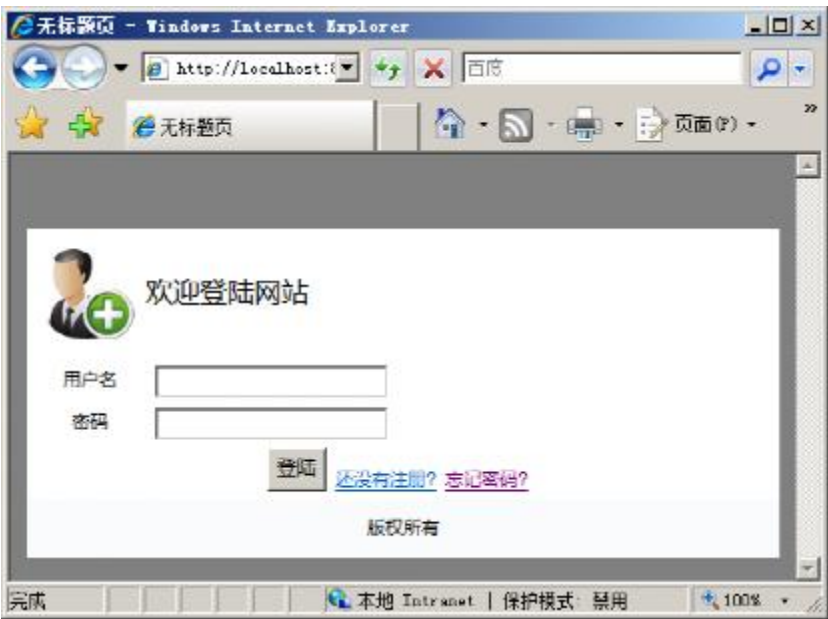 无标题页 - Windows Internet Explorer
http://localhost:8
百度
无标题页
页面(P)
»
欢迎登陆网站
用户名
密码
登陆 还没有注册? 忘记密码?
版权所有
完成 本地 Intranet | 保护模式: 禁用 100%